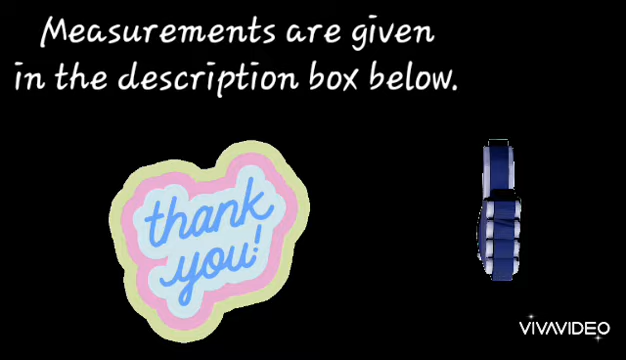 Measurements are given
in the description box below.
thank
you!
VIVAVIDEO